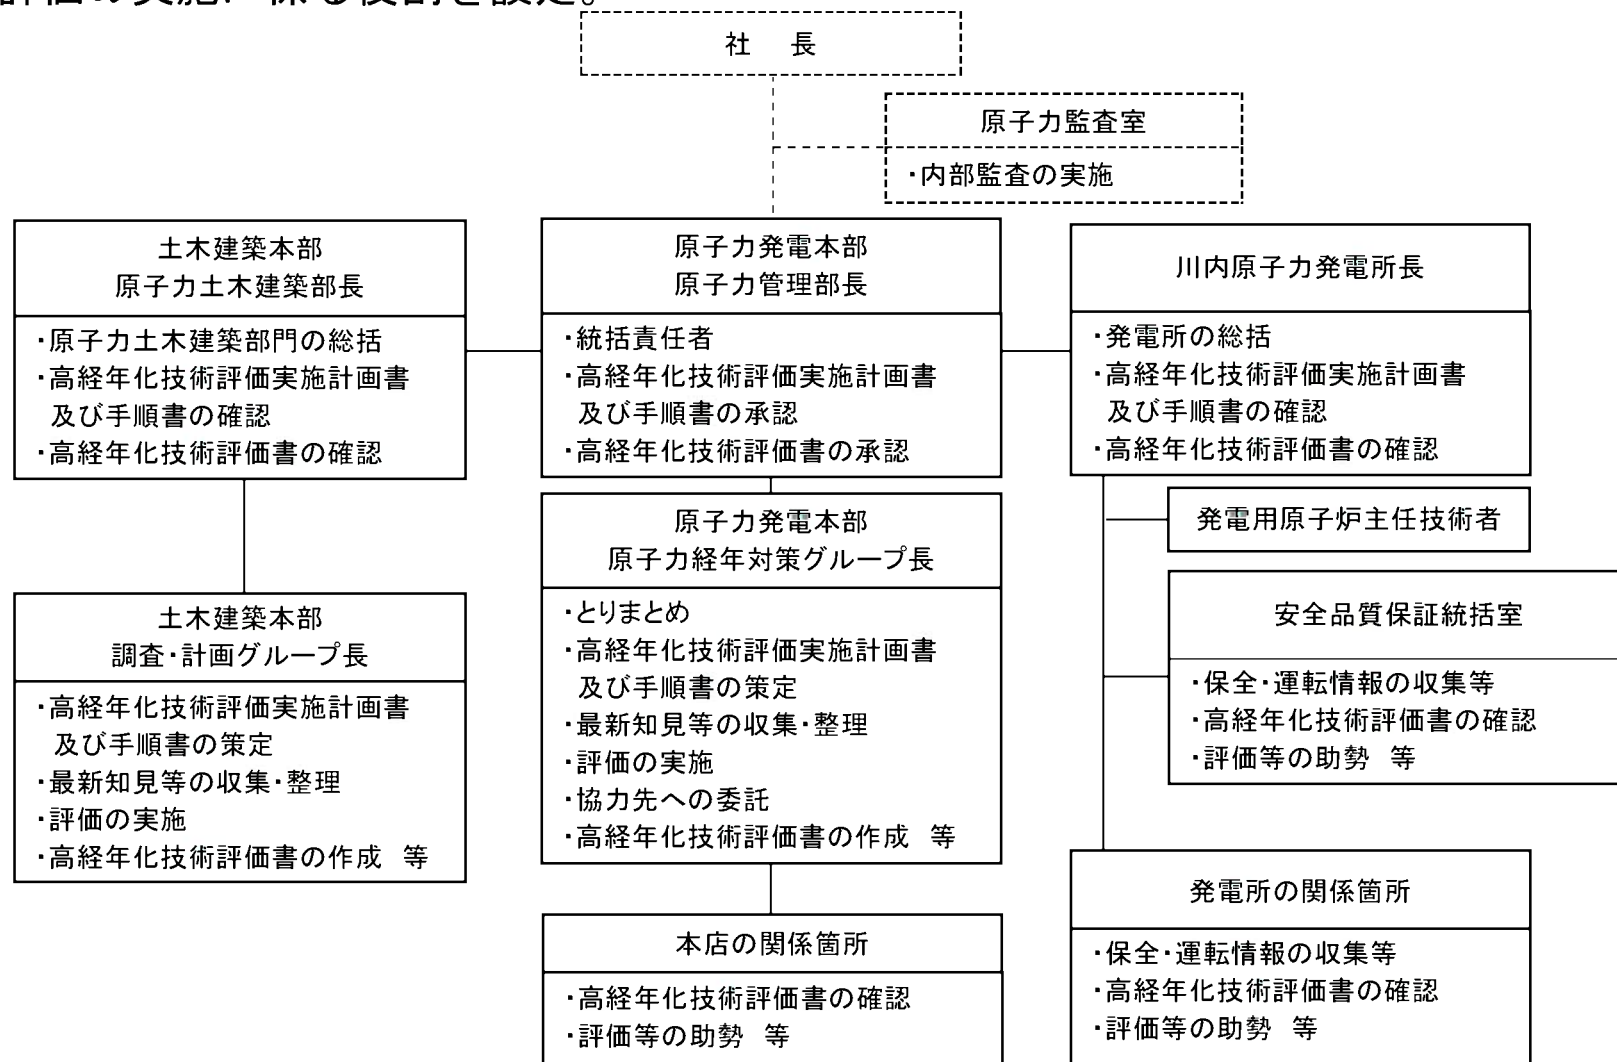 評価の実施に係る役割を設定。
社　長
原子力監査室
・内部監査の実施
土木建築本部
原子力土木建築部長
・原子力土木建築部門の総括
・高経年化技術評価実施計画書
及び手順書の確認
・高経年化技術評価書の確認
原子力発電本部
原子力管理部長
・統括責任者
・高経年化技術評価実施計画書
及び手順書の承認
・高経年化技術評価書の承認
川内原子力発電所長
・発電所の総括
・高経年化技術評価実施計画書
及び手順書の確認
・高経年化技術評価書の確認
発電用原子炉主任技術者
安全品質保証統括室
・保全・運転情報の収集等
・高経年化技術評価書の確認
・評価等の助勢　等
土木建築本部
調査・計画グループ長
・高経年化技術評価実施計画書
及び手順書の策定
・最新知見等の収集・整理
・評価の実施
・高経年化技術評価書の作成　等
原子力発電本部
原子力経年対策グループ長
・とりまとめ
・高経年化技術評価実施計画書
及び手順書の策定
・最新知見等の収集・整理
・評価の実施
・協力先への委託
・高経年化技術評価書の作成　等
本店の関係箇所
・高経年化技術評価書の確認
・評価等の助勢　等
発電所の関係箇所
・保全・運転情報の収集等
・高経年化技術評価書の確認
・評価等の助勢　等